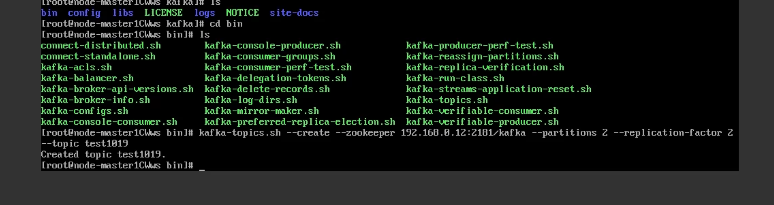 [root@node-master1CWws kafka]# ls
bin config libs LICENSE logs NOTICE site-docs
[root@node-master1CWws kafka]# cd bin
[root@node-master1CWws bin]# ls
connect-distributed.sh kafka-console-producer.sh kafka-producer-perf-test.sh
connect-standalone.sh kafka-consumer-groups.sh kafka-reassign-partitions.sh
kafka-acls.sh kafka-consumer-perf-test.sh kafka-replica-verification.sh
kafka-balancer.sh kafka-delegation-tokens.sh kafka-run-class.sh
kafka-broker-api-versions.sh kafka-delete-records.sh kafka-streams-application-reset.sh
kafka-broker-info.sh kafka-log-dirs.sh kafka-topics.sh
kafka-configs.sh kafka-mirror-maker.sh kafka-verifiable-consumer.sh
kafka-console-consumer.sh kafka-preferred-replica-election.sh kafka-verifiable-producer.sh
[root@node-master1CWws bin]# kafka-topics.sh --create --zookeeper 192.168.0.12:2181/kafka --partitions 2 --replication-factor 2
--topic test1019
Created topic test1019.
[root@node-master1CWws bin]# _